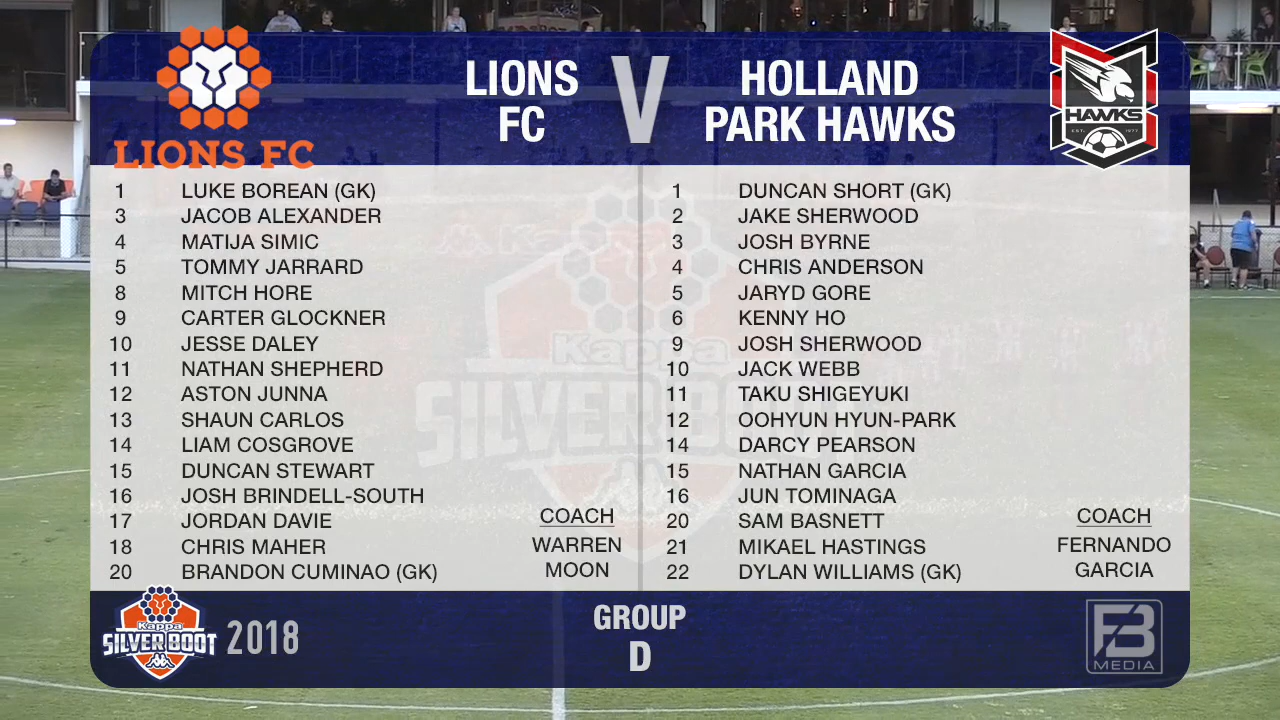 LIONS FC
LIONS
FC
V
HOLLAND
PARK HAWKS
HAWKS
EST. 1977
1 LUKE BOREAN (GK)
3 JACOB ALEXANDER
4 MATIJA SIMIC
5 TOMMY JARRARD
8 MITCH HORE
9 CARTER GLOCKNER
10 JESSE DALEY
11 NATHAN SHEPHERD
12 ASTON JUNNA
13 SHAUN CARLOS
14 LIAM COSGROVE
15 DUNCAN STEWART
16 JOSH BRINDELL-SOUTH
17 JORDAN DAVIE
18 CHRIS MAHER
20 BRANDON CUMINAO (GK)
COACH
WARREN
MOON
1 DUNCAN SHORT (GK)
2 JAKE SHERWOOD
3 JOSH BYRNE
4 CHRIS ANDERSON
5 JARYD GORE
6 KENNY HO
9 JOSH SHERWOOD
10 JACK WEBB
11 TAKU SHIGEYUKI
12 OOHYUN HYUN-PARK
14 DARCY PEARSON
15 NATHAN GARCIA
16 JUN TOMINAGA
20 SAM BASNETT
21 MIKAEL HASTINGS
22 DYLAN WILLIAMS (GK)
COACH
FERNANDO
GARCIA
Kappa
SILVER BOOT
Kappa
SILVER BOOT
2018
GROUP
D
FB
MEDIA